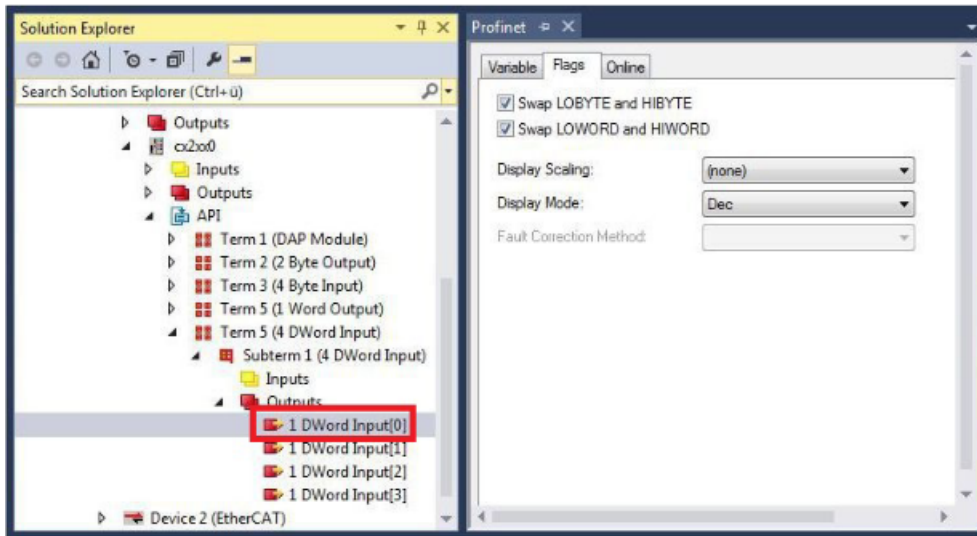 Solution Explorer
Search Solution Explorer (Ctrl+ü)
Outputs
cx2xx0
Inputs
Outputs
API
Term 1 (DAP Module)
Term 2 (2 Byte Output)
Term 3 (4 Byte Input)
Term 5 (1 Word Output)
Term 5 (4 DWord Input)
Subterm 1 (4 DWord Input)
Inputs
Outputs
1 DWord Input[0]
1 DWord Input[1]
1 DWord Input[2]
1 DWord Input[3]
Device 2 (EtherCAT)
Profinet
Variable Flags Online
Swap LOBYTE and HIBYTE
Swap LOWORD and HIWORD
Display Scaling: (none)
Display Mode: Dec
Fault Correction Method: